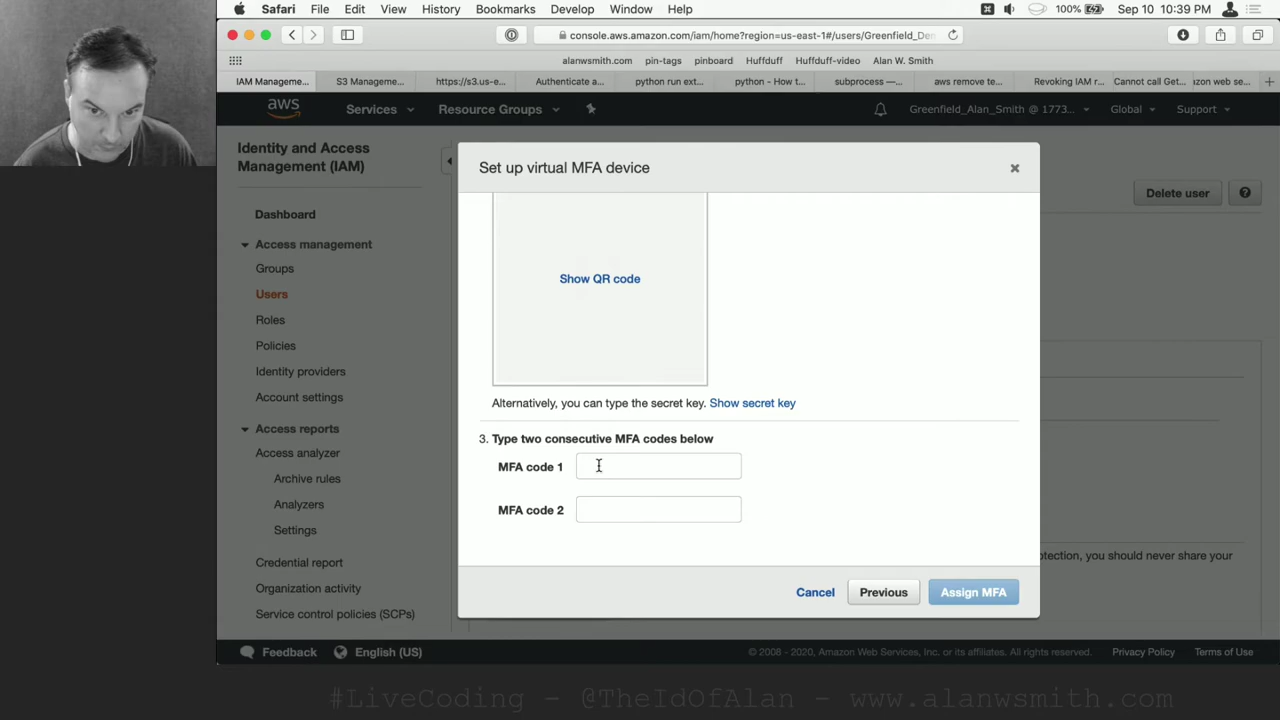 Safari File Edit View History Bookmarks Develop Window Help 100% Sep 10 10:39 PM
console.aws.amazon.com/iam/home?region=us-east-1#/users/Greenfield_Den
alanwsmith.com pin-tags pinboard Huffduff Huffduff-video Alan W. Smith
IAM Manageme... S3 Manageme... https://s3.us-e... Authenticate a... python run ext... python - How t... subprocess —... aws remove te... Revoking IAM r... Cannot call Get... azon web se...
aws Services Resource Groups Greenfield_Alan_Smith @ 1773... Global Support
Identity and Access
Management (IAM)
Set up virtual MFA device
Delete user
Dashboard
Access management
Groups
Users
Roles
Policies
Identity providers
Account settings
Access reports
Access analyzer
Archive rules
Analyzers
Settings
Credential report
Organization activity
Service control policies (SCPs)
Show QR code
Alternatively, you can type the secret key. Show secret key
3. Type two consecutive MFA codes below
MFA code 1
MFA code 2
otection, you should never share your
Cancel Previous Assign MFA
Feedback English (US) © 2008 - 2020, Amazon Web Services, Inc. or its affiliates. All rights reserved. Privacy Policy Terms of Use
#LiveCoding - @TheIdOfAlan - www.alanwsmith.com